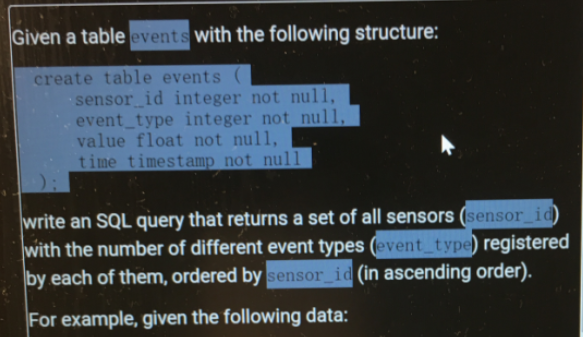 Given a table events with the following structure:
create table events (
sensor_id integer not null,
event_type integer not null,
value float not null,
time timestamp not null
);
write an SQL query that returns a set of all sensors (sensor_id)
with the number of different event types (event_type) registered
by each of them, ordered by sensor_id (in ascending order).
For example, given the following data: